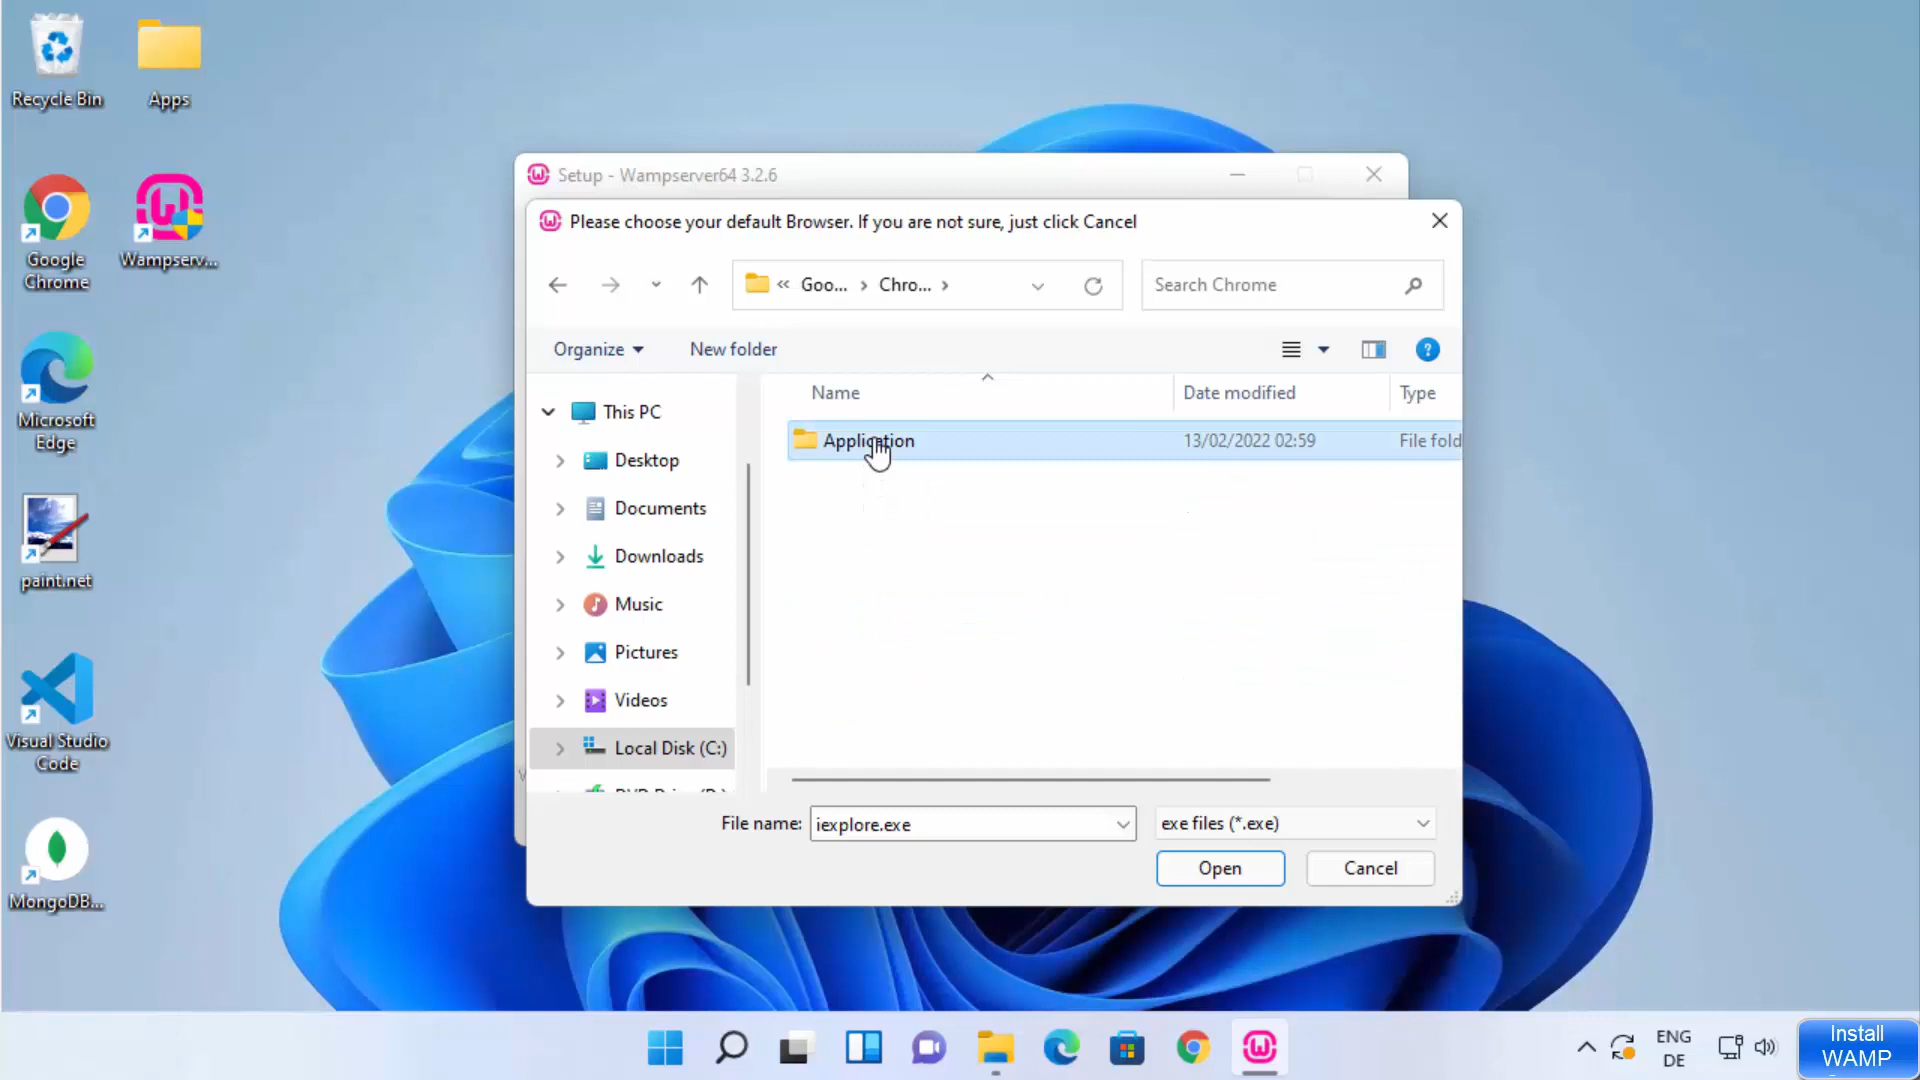 Recycle Bin
Apps
Google
Chrome
Wampserv...
Microsoft
Edge
paint.net
Visual Studio
Code
MongoDB...
Setup - Wampserver64 3.2.6
Please choose your default Browser. If you are not sure, just click Cancel
« Goo... › Chro... ›
Search Chrome
Organize
New folder
Name
Date modified
Type
Application
13/02/2022 02:59
File fold
This PC
Desktop
Documents
Downloads
Music
Pictures
Videos
Local Disk (C:)
File name:
iexplore.exe
exe files (*.exe)
Open
Cancel
ENG
DE
Install
WAMP